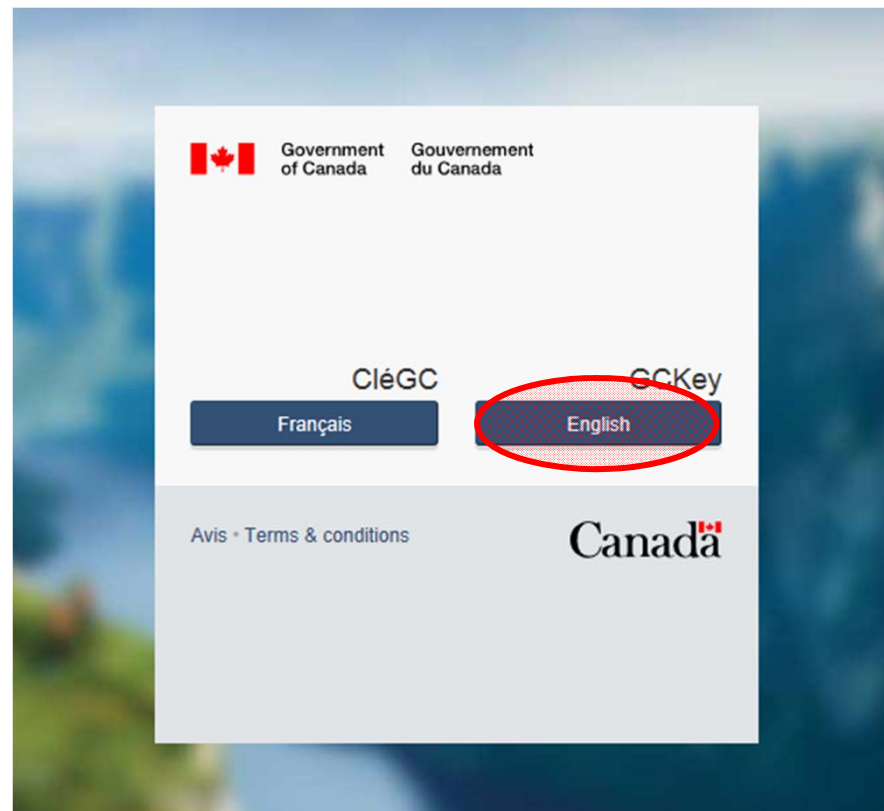 Government Gouvernement
of Canada du Canada
CléGC GCKey
Français English
Avis • Terms & conditions
Canada